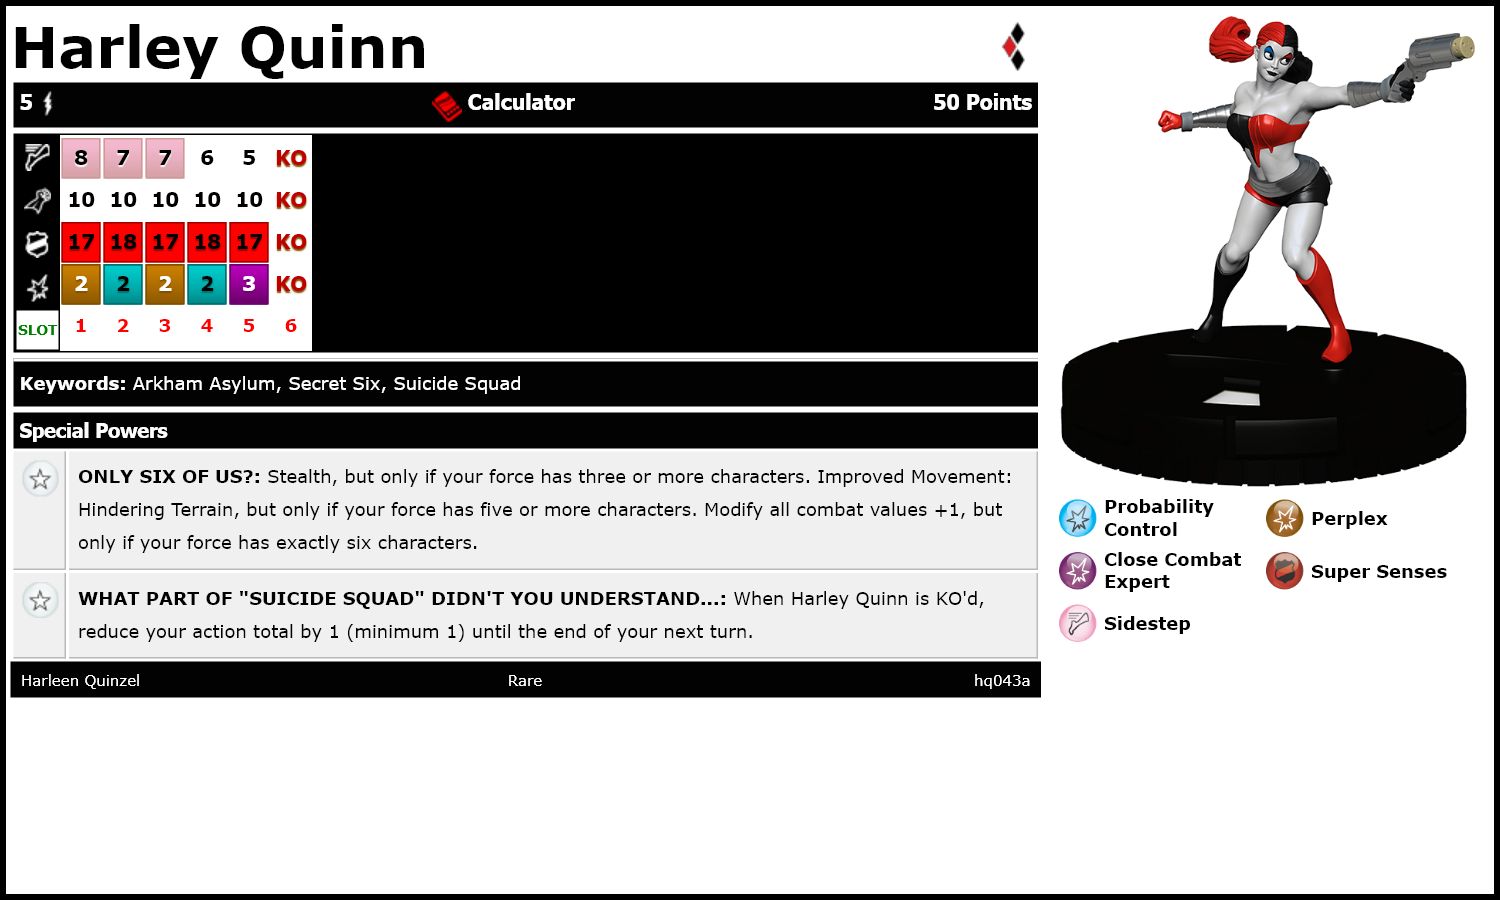 Harley Quinn
5 Calculator 50 Points
8 7 7 6 5 KO
10 10 10 10 10 KO
17 18 17 18 17 KO
2 2 2 2 3 KO
SLOT 1 2 3 4 5 6
Keywords: Arkham Asylum, Secret Six, Suicide Squad
Special Powers
ONLY SIX OF US?: Stealth, but only if your force has three or more characters. Improved Movement:
Hindering Terrain, but only if your force has five or more characters. Modify all combat values +1, but
only if your force has exactly six characters.
WHAT PART OF "SUICIDE SQUAD" DIDN'T YOU UNDERSTAND...: When Harley Quinn is KO'd,
reduce your action total by 1 (minimum 1) until the end of your next turn.
Harleen Quinzel Rare hq043a
Probability
Control
Perplex
Close Combat
Expert
Super Senses
Sidestep